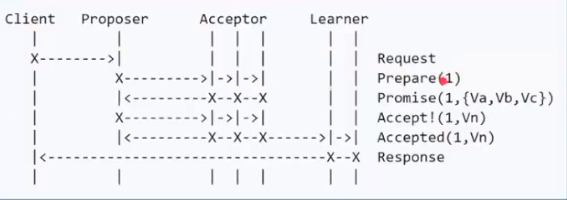 Client Proposer Acceptor Learner
| | | | | | |
X-------->| | | | | | Request
| X--------->|->|->| | | Prepare(1)
| |<---------X--X--X | | Promise(1,{Va,Vb,Vc})
| X--------->|->|->| | | Accept!(1,Vn)
| |<---------X--X--X------>|->| Accepted(1,Vn)
|<---------------------------------X--X Response
| | | | | | |